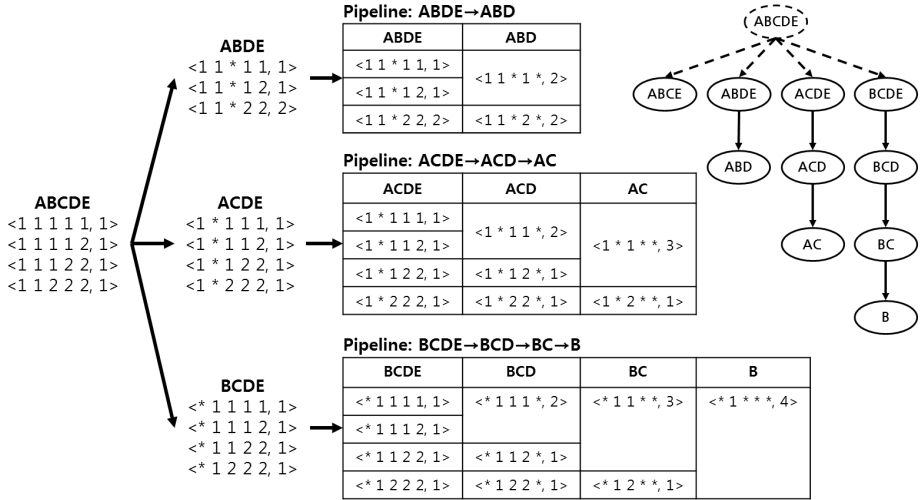 ABCDE
<1 1 1 1 1, 1>
<1 1 1 1 2, 1>
<1 1 1 2 2, 1>
<1 1 2 2 2, 1>
ABDE
<1 1 * 1 1, 1>
<1 1 * 1 2, 1>
<1 1 * 2 2, 2>
ACDE
<1 * 1 1 1, 1>
<1 * 1 1 2, 1>
<1 * 1 2 2, 1>
<1 * 2 2 2, 1>
BCDE
<* 1 1 1 1, 1>
<* 1 1 1 2, 1>
<* 1 1 2 2, 1>
<* 1 2 2 2, 1>
Pipeline: ABDE→ABD
ABDE ABD
<1 1 * 1 1, 1>
<1 1 * 1 *, 2>
<1 1 * 1 2, 1>
<1 1 * 2 2, 2> <1 1 * 2 *, 2>
Pipeline: ACDE→ACD→AC
ACDE ACD AC
<1 * 1 1 1, 1>
<1 * 1 1 *, 2>
<1 * 1 1 2, 1>
<1 * 1 * *, 3>
<1 * 1 2 2, 1> <1 * 1 2 *, 1>
<1 * 2 2 2, 1> <1 * 2 2 *, 1> <1 * 2 * *, 1>
Pipeline: BCDE→BCD→BC→B
BCDE BCD BC B
<* 1 1 1 1, 1> <* 1 1 1 *, 2> <* 1 1 * *, 3> <* 1 * * *, 4>
<* 1 1 1 2, 1>
<* 1 1 2 2, 1> <* 1 1 2 *, 1>
<* 1 2 2 2, 1> <* 1 2 2 *, 1> <* 1 2 * *, 1>
ABCDE
ABCE ABDE ACDE BCDE
ABD ACD BCD
AC BC
B